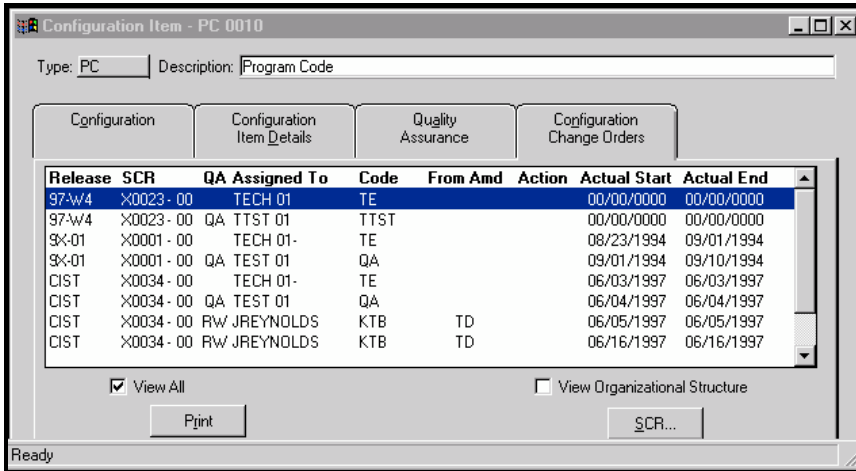 Configuration Item - PC 0010
Type: PC Description: Program Code
Configuration
Configuration Item Details
Quality Assurance
Configuration Change Orders
Release SCR QA Assigned To Code From Amd Action Actual Start Actual End
97-W4 X0023 - 00 TECH 01 TE 00/00/0000 00/00/0000
97-W4 X0023 - 00 QA TTST 01 TTST 00/00/0000 00/00/0000
9X-01 X0001 - 00 TECH 01- TE 08/23/1994 09/01/1994
9X-01 X0001 - 00 QA TEST 01 QA 09/01/1994 09/10/1994
CIST X0034 - 00 TECH 01- TE 06/03/1997 06/03/1997
CIST X0034 - 00 QA TEST 01 QA 06/04/1997 06/04/1997
CIST X0034 - 00 RW JREYNOLDS KTB TD 06/05/1997 06/05/1997
CIST X0034 - 00 RW JREYNOLDS KTB TD 06/16/1997 06/16/1997
View All View Organizational Structure
Print SCR...
Ready